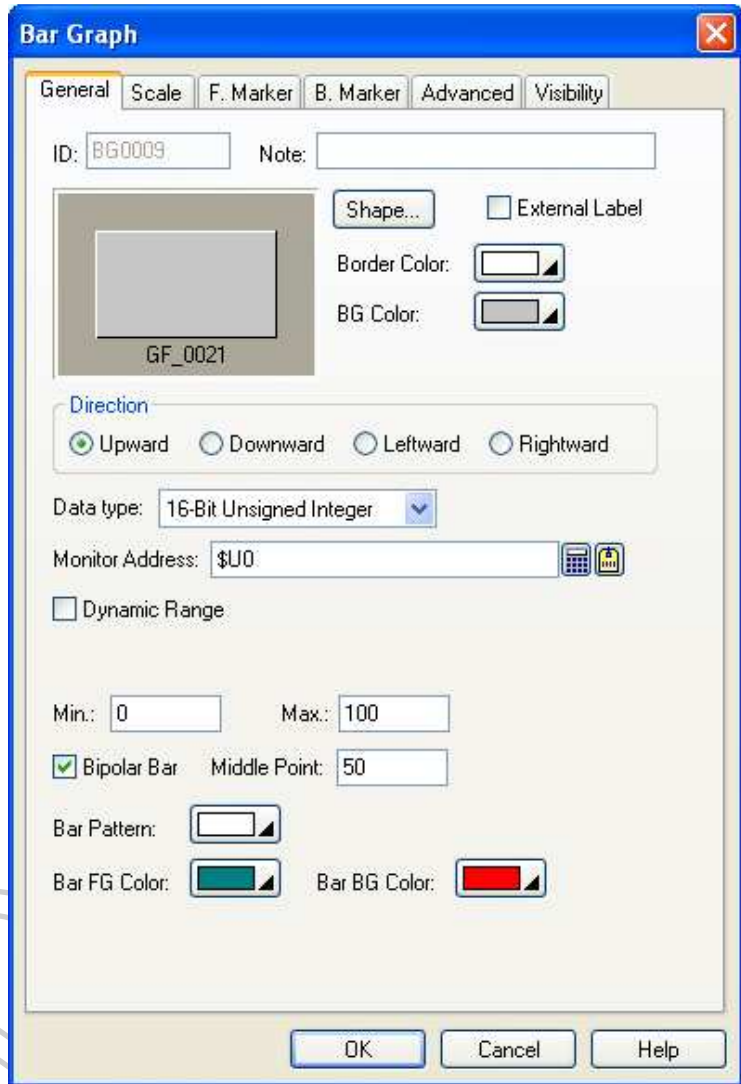 Bar Graph
General Scale F. Marker B. Marker Advanced Visibility
ID: BG0009 Note:
Shape... External Label
Border Color:
BG Color:
GF_0021
Direction
Upward Downward Leftward Rightward
Data type: 16-Bit Unsigned Integer
Monitor Address: $U0
Dynamic Range
Min.: 0 Max.: 100
Bipolar Bar Middle Point: 50
Bar Pattern:
Bar FG Color: Bar BG Color:
OK Cancel Help